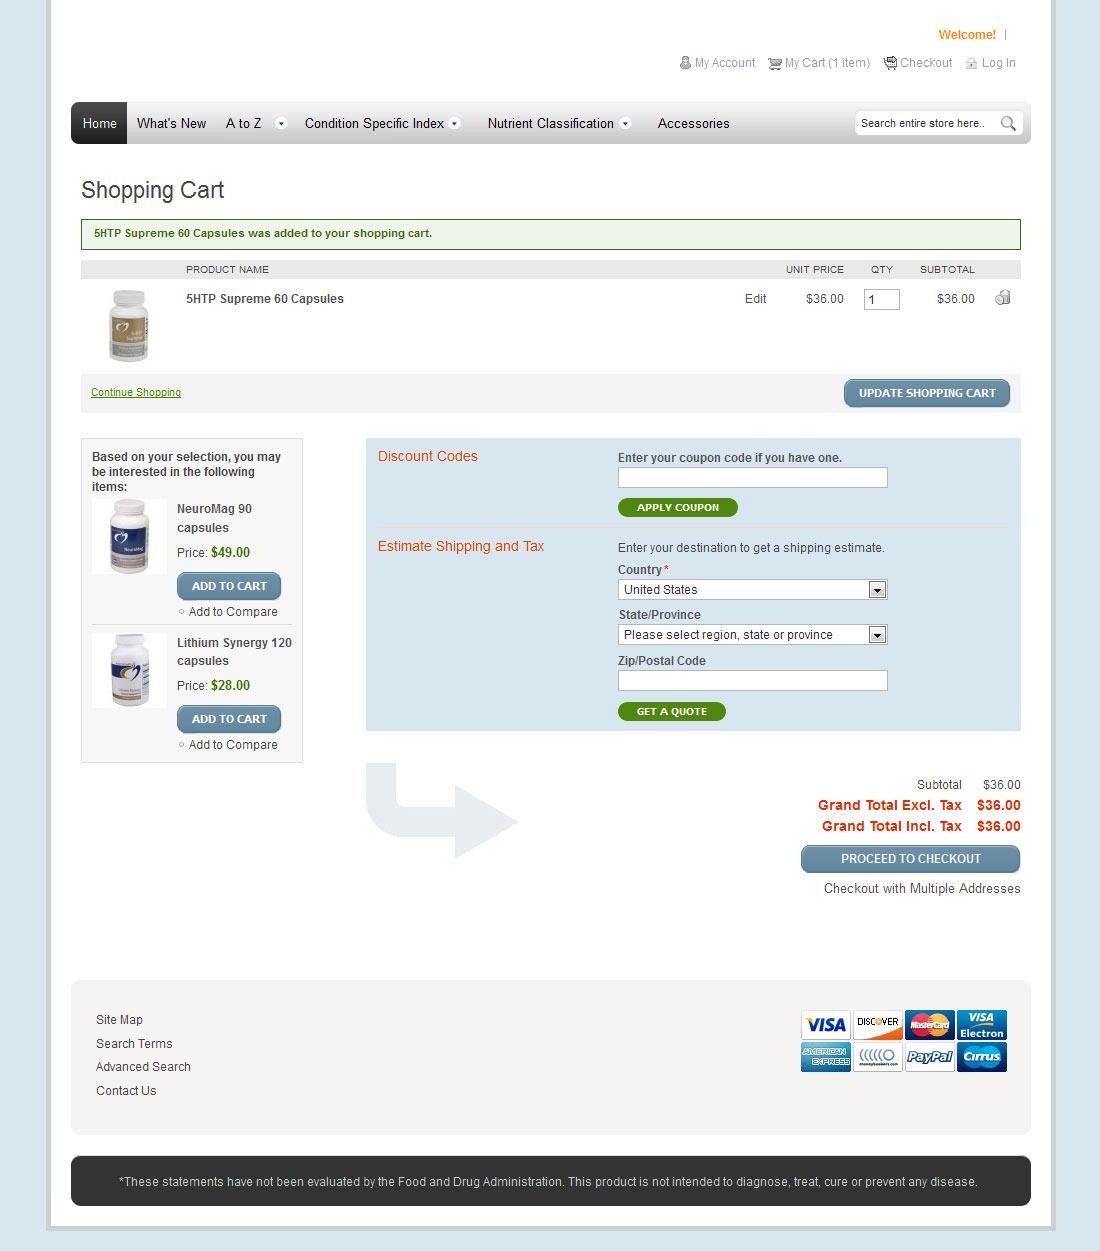 Welcome! |
My Account My Cart (1 item) Checkout Log In
Home What's New A to Z Condition Specific Index Nutrient Classification Accessories Search entire store here..
Shopping Cart
5HTP Supreme 60 Capsules was added to your shopping cart.
PRODUCT NAME UNIT PRICE QTY SUBTOTAL
5HTP Supreme 60 Capsules Edit $36.00 1 $36.00
Continue Shopping UPDATE SHOPPING CART
Based on your selection, you may
be interested in the following
items:
NeuroMag 90
capsules
Price: $49.00
ADD TO CART
Add to Compare
NeuroMag
Lithium Synergy 120
capsules
Price: $28.00
ADD TO CART
Add to Compare
Discount Codes
Enter your coupon code if you have one.
APPLY COUPON
Estimate Shipping and Tax
Enter your destination to get a shipping estimate.
Country *
United States
State/Province
Please select region, state or province
Zip/Postal Code
GET A QUOTE
Subtotal $36.00
Grand Total Excl. Tax $36.00
Grand Total Incl. Tax $36.00
PROCEED TO CHECKOUT
Checkout with Multiple Addresses
Site Map
Search Terms
Advanced Search
Contact Us
VISA DISCOVER MasterCard VISA Electron
AMERICAN EXPRESS moneybookers.com PayPal Cirrus
*These statements have not been evaluated by the Food and Drug Administration. This product is not intended to diagnose, treat, cure or prevent any disease.